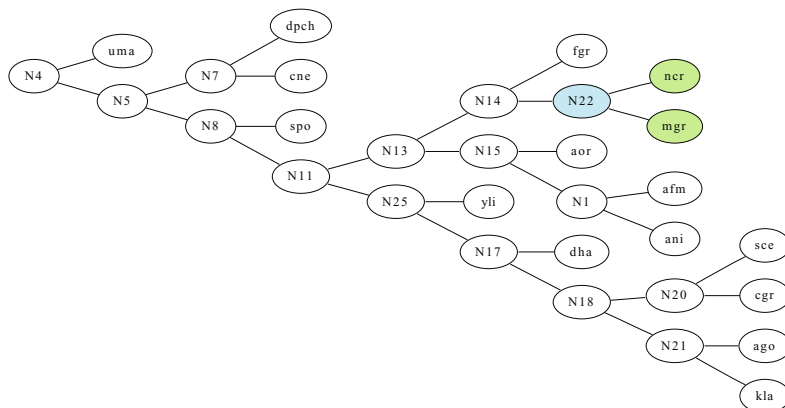 dpch
uma
fgr
N4
N7
cne
ncr
N5
N14
N22
N8
spo
mgr
N13
N15
aor
N11
afm
N25
yli
N1
ani
sce
N17
dha
N20
cgr
N18
N21
ago
kla